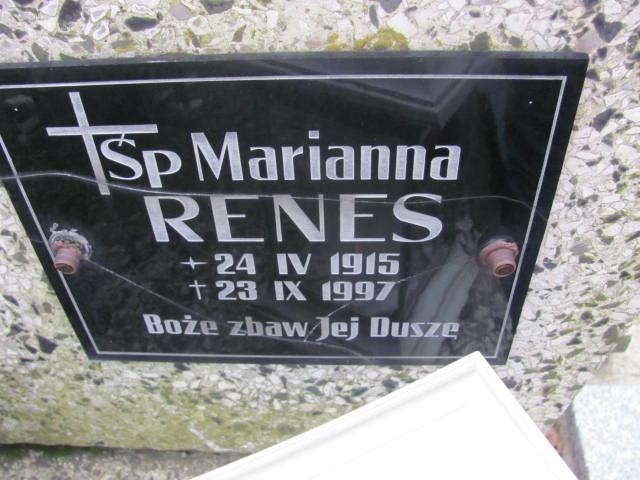 Śp Marianna
RENES
24 IV 1915
† 23 IX 1997
Boże zbaw Jej Duszę